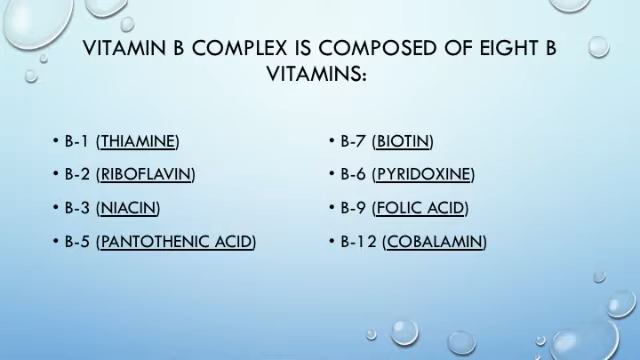 VITAMIN B COMPLEX IS COMPOSED OF EIGHT B
VITAMINS:
• B-1 (THIAMINE)
• B-2 (RIBOFLAVIN)
• B-3 (NIACIN)
• B-5 (PANTOTHENIC ACID)
• B-7 (BIOTIN)
• B-6 (PYRIDOXINE)
• B-9 (FOLIC ACID)
• B-12 (COBALAMIN)